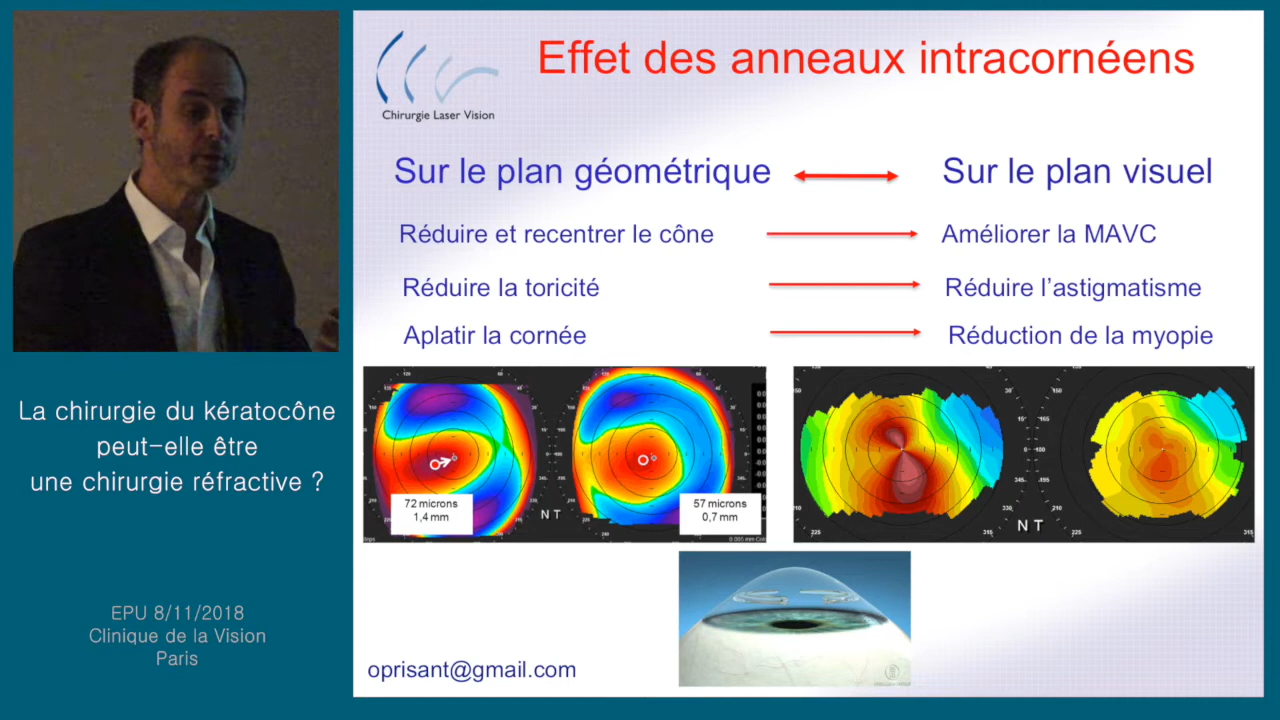 Chirurgie Laser Vision
Effet des anneaux intracornéens
Sur le plan géométrique
Sur le plan visuel
Réduire et recentrer le cône
Améliorer la MAVC
Réduire la toricité
Réduire l'astigmatisme
Aplatir la cornée
Réduction de la myopie
72 microns
1,4 mm
N T
57 microns
0,7 mm
N T
oprisant@gmail.com
La chirurgie du kératocône
peut-elle être
une chirurgie réfractive ?
EPU 8/11/2018
Clinique de la Vision
Paris